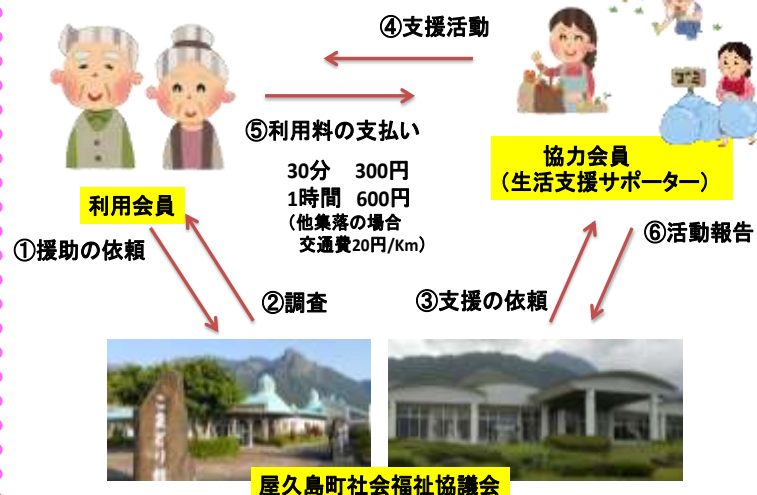 ④支援活動
⑤利用料の支払い
30分 300円
1時間 600円
（他集落の場合
交通費20円/Km）
協力会員
（生活支援サポーター）
利用会員
①援助の依頼
②調査
③支援の依頼
⑥活動報告
ゴミ
屋久島町社会福祉協議会